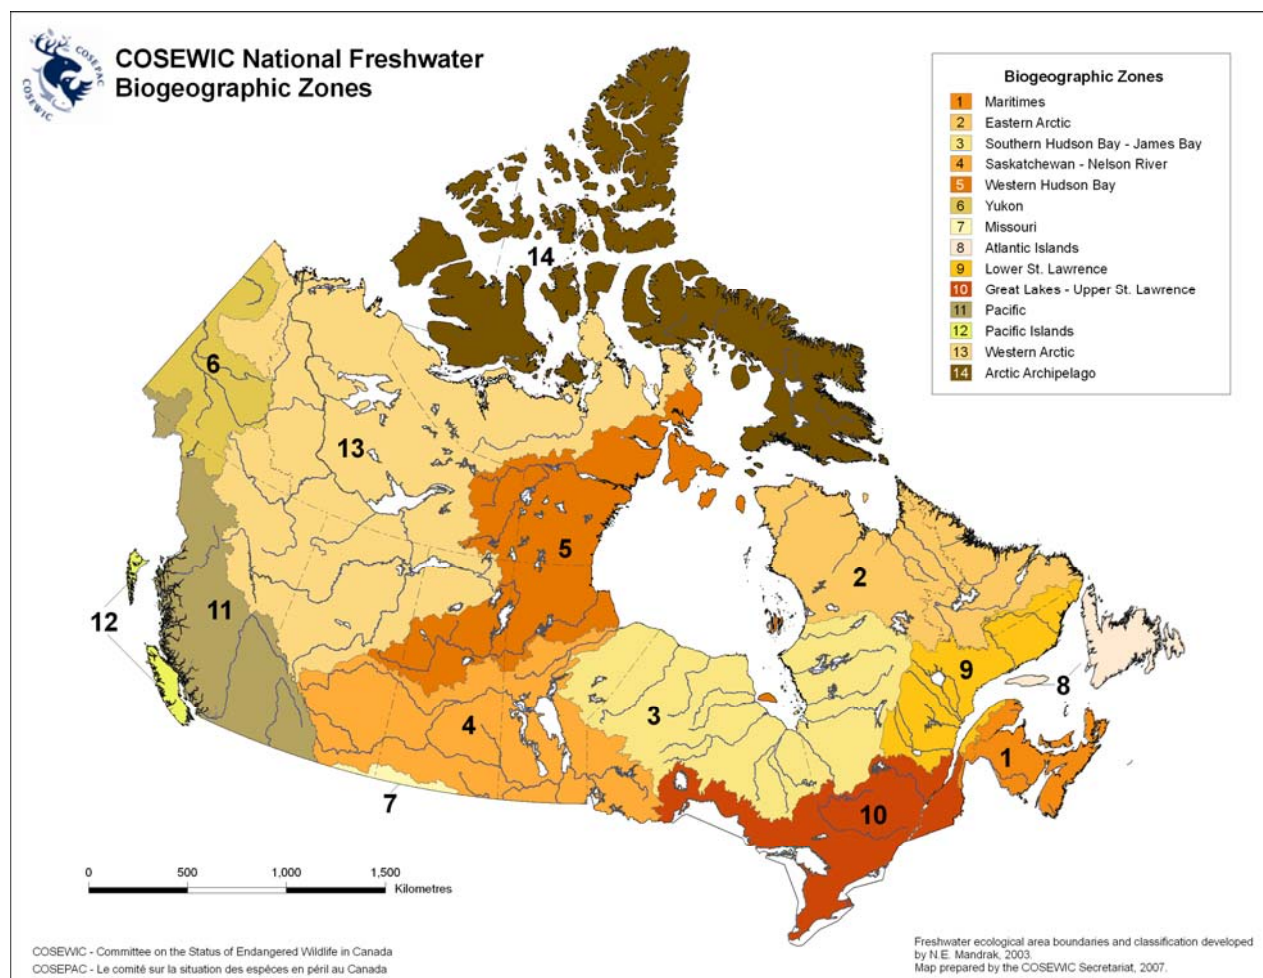 COSEWIC
COSEPAC
COSEWIC National Freshwater
Biogeographic Zones
Biogeographic Zones
1 Maritimes
2 Eastern Arctic
3 Southern Hudson Bay - James Bay
4 Saskatchewan - Nelson River
5 Western Hudson Bay
6 Yukon
7 Missouri
8 Atlantic Islands
9 Lower St. Lawrence
10 Great Lakes - Upper St. Lawrence
11 Pacific
12 Pacific Islands
13 Western Arctic
14 Arctic Archipelago
14
6
13
5
2
11
12
9
8
3
4
1
7
10
0 500 1,000 1,500
Kilometres
COSEWIC - Committee on the Status of Endangered Wildlife in Canada
COSEPAC - Le comité sur la situation des espèces en péril au Canada
Freshwater ecological area boundaries and classification developed
by N.E. Mandrak, 2003.
Map prepared by the COSEWIC Secretariat, 2007.